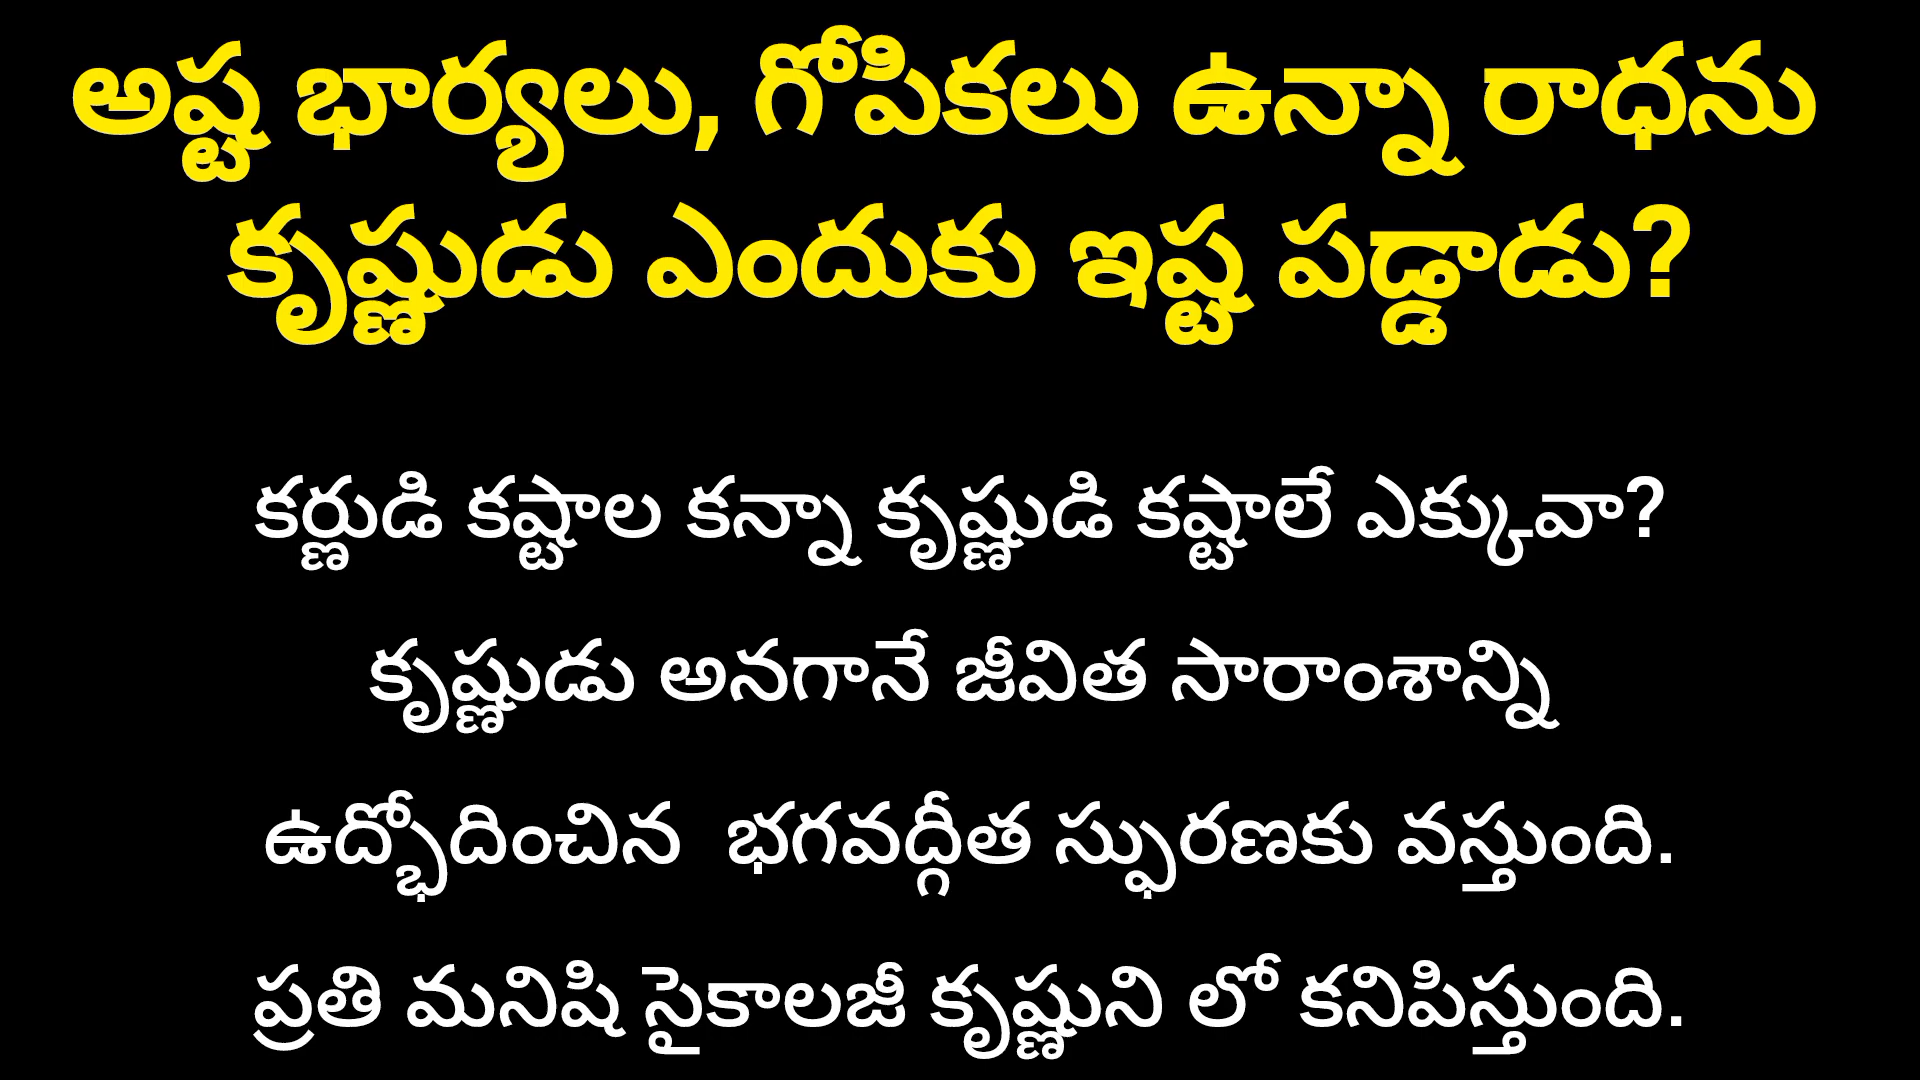 అష్ట భార్యలు, గోపికలు ఉన్నా రాధను
కృష్ణుడు ఎందుకు ఇష్ట పడ్డాడు?
కర్ణుడి కష్టాల కన్నా కృష్ణుడి కష్టాలే ఎక్కువా?
కృష్ణుడు అనగానే జీవిత సారాంశాన్ని
ఉద్భోదించిన భగవద్గీత స్ఫురణకు వస్తుంది.
ప్రతి మనిషి సైకాలజీ కృష్ణుని లో కనిపిస్తుంది.